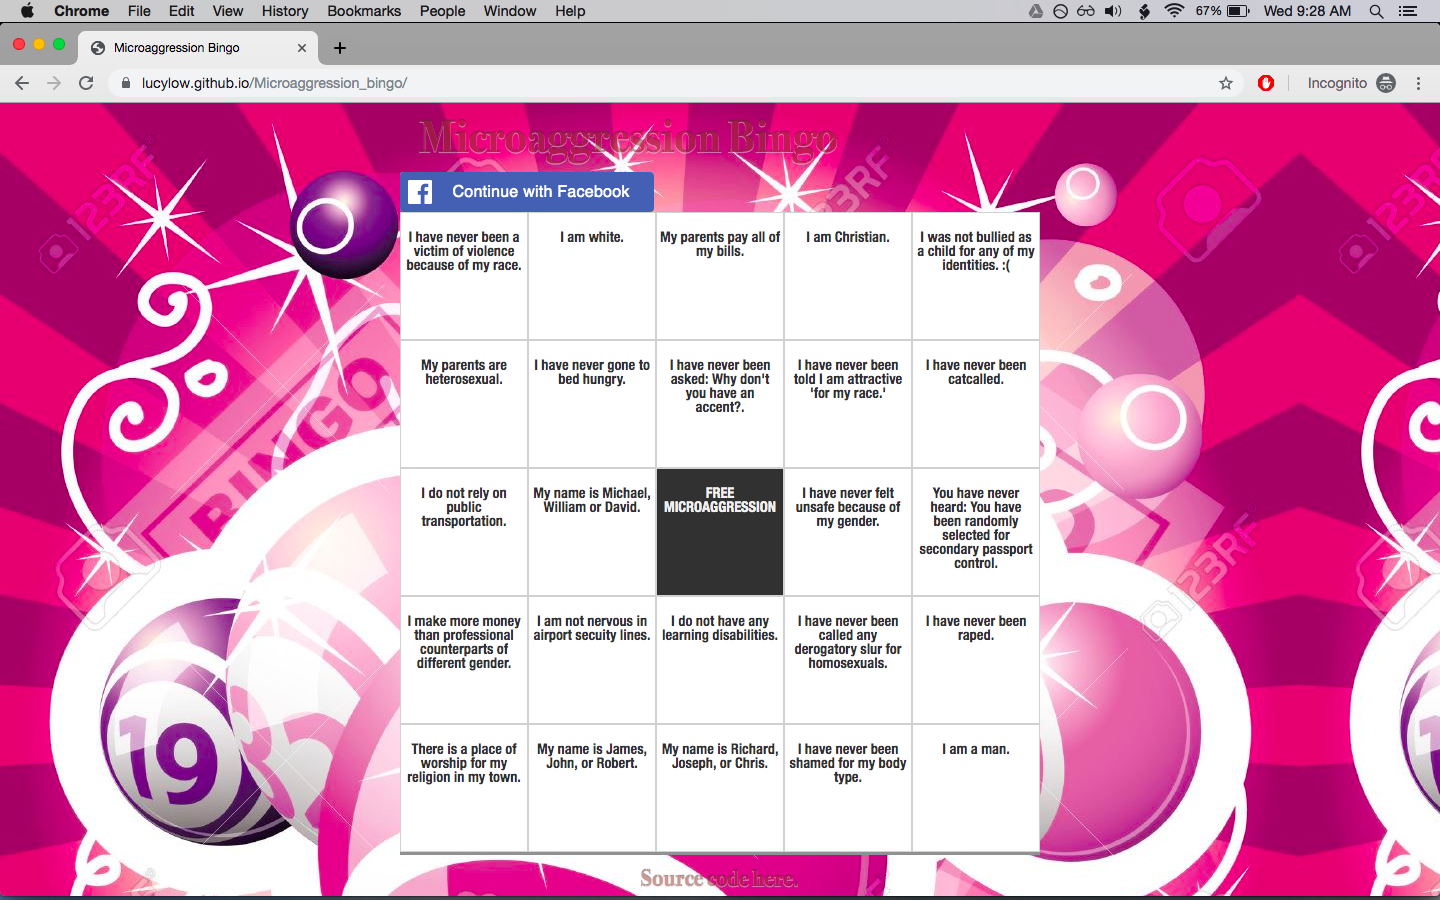 Chrome File Edit View History Bookmarks People Window Help 67% Wed 9:28 AM
Microaggression Bingo
lucylow.github.io/Microaggression_bingo/ Incognito
Microaggression Bingo
Continue with Facebook
I have never been a
victim of violence
because of my race.
I am white.
My parents pay all of
my bills.
I am Christian.
I was not bullied as
a child for any of my
identities. :(
My parents are
heterosexual.
I have never gone to
bed hungry.
I have never been
asked: Why don't
you have an
accent?.
I have never been
told I am attractive
'for my race.'
I have never been
catcalled.
I do not rely on
public
transportation.
My name is Michael,
William or David.
FREE
MICROAGGRESSION
I have never felt
unsafe because of
my gender.
You have never
heard: You have
been randomly
selected for
secondary passport
control.
I make more money
than professional
counterparts of
different gender.
I am not nervous in
airport secuity lines.
I do not have any
learning disabilities.
I have never been
called any
derogatory slur for
homosexuals.
I have never been
raped.
There is a place of
worship for my
religion in my town.
My name is James,
John, or Robert.
My name is Richard,
Joseph, or Chris.
I have never been
shamed for my body
type.
I am a man.
Source code here.
123RF
123RF
123RF
123RF
BINGO
19